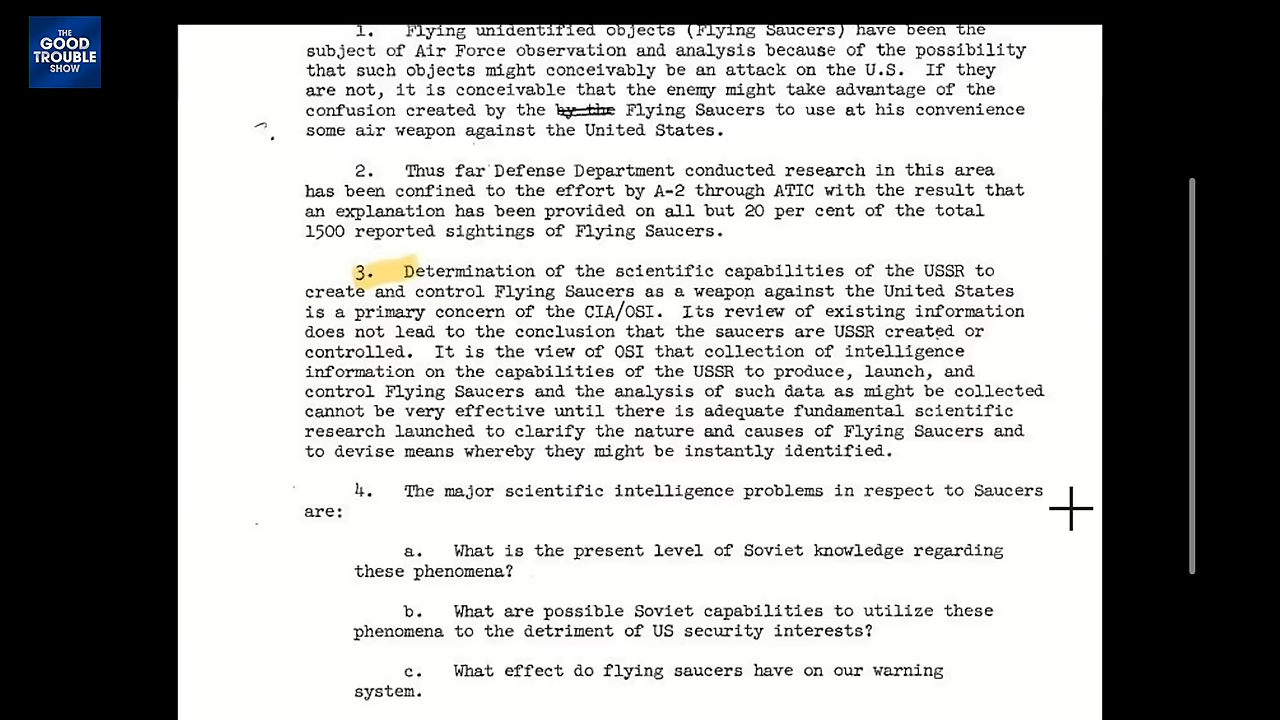 THE
GOOD
TROUBLE
SHOW
1. Flying unidentified objects (Flying Saucers) have been the
subject of Air Force observation and analysis because of the possibility
that such objects might conceivably be an attack on the U.S. If they
are not, it is conceivable that the enemy might take advantage of the
confusion created by the by the Flying Saucers to use at his convenience
some air weapon against the United States.
2. Thus far Defense Department conducted research in this area
has been confined to the effort by A-2 through ATIC with the result that
an explanation has been provided on all but 20 per cent of the total
1500 reported sightings of Flying Saucers.
3. Determination of the scientific capabilities of the USSR to
create and control Flying Saucers as a weapon against the United States
is a primary concern of the CIA/OSI. Its review of existing information
does not lead to the conclusion that the saucers are USSR created or
controlled. It is the view of OSI that collection of intelligence
information on the capabilities of the USSR to produce, launch, and
control Flying Saucers and the analysis of such data as might be collected
cannot be very effective until there is adequate fundamental scientific
research launched to clarify the nature and causes of Flying Saucers and
to devise means whereby they might be instantly identified.
4. The major scientific intelligence problems in respect to Saucers
are:
a. What is the present level of Soviet knowledge regarding
these phenomena?
b. What are possible Soviet capabilities to utilize these
phenomena to the detriment of US security interests?
c. What effect do flying saucers have on our warning
system.